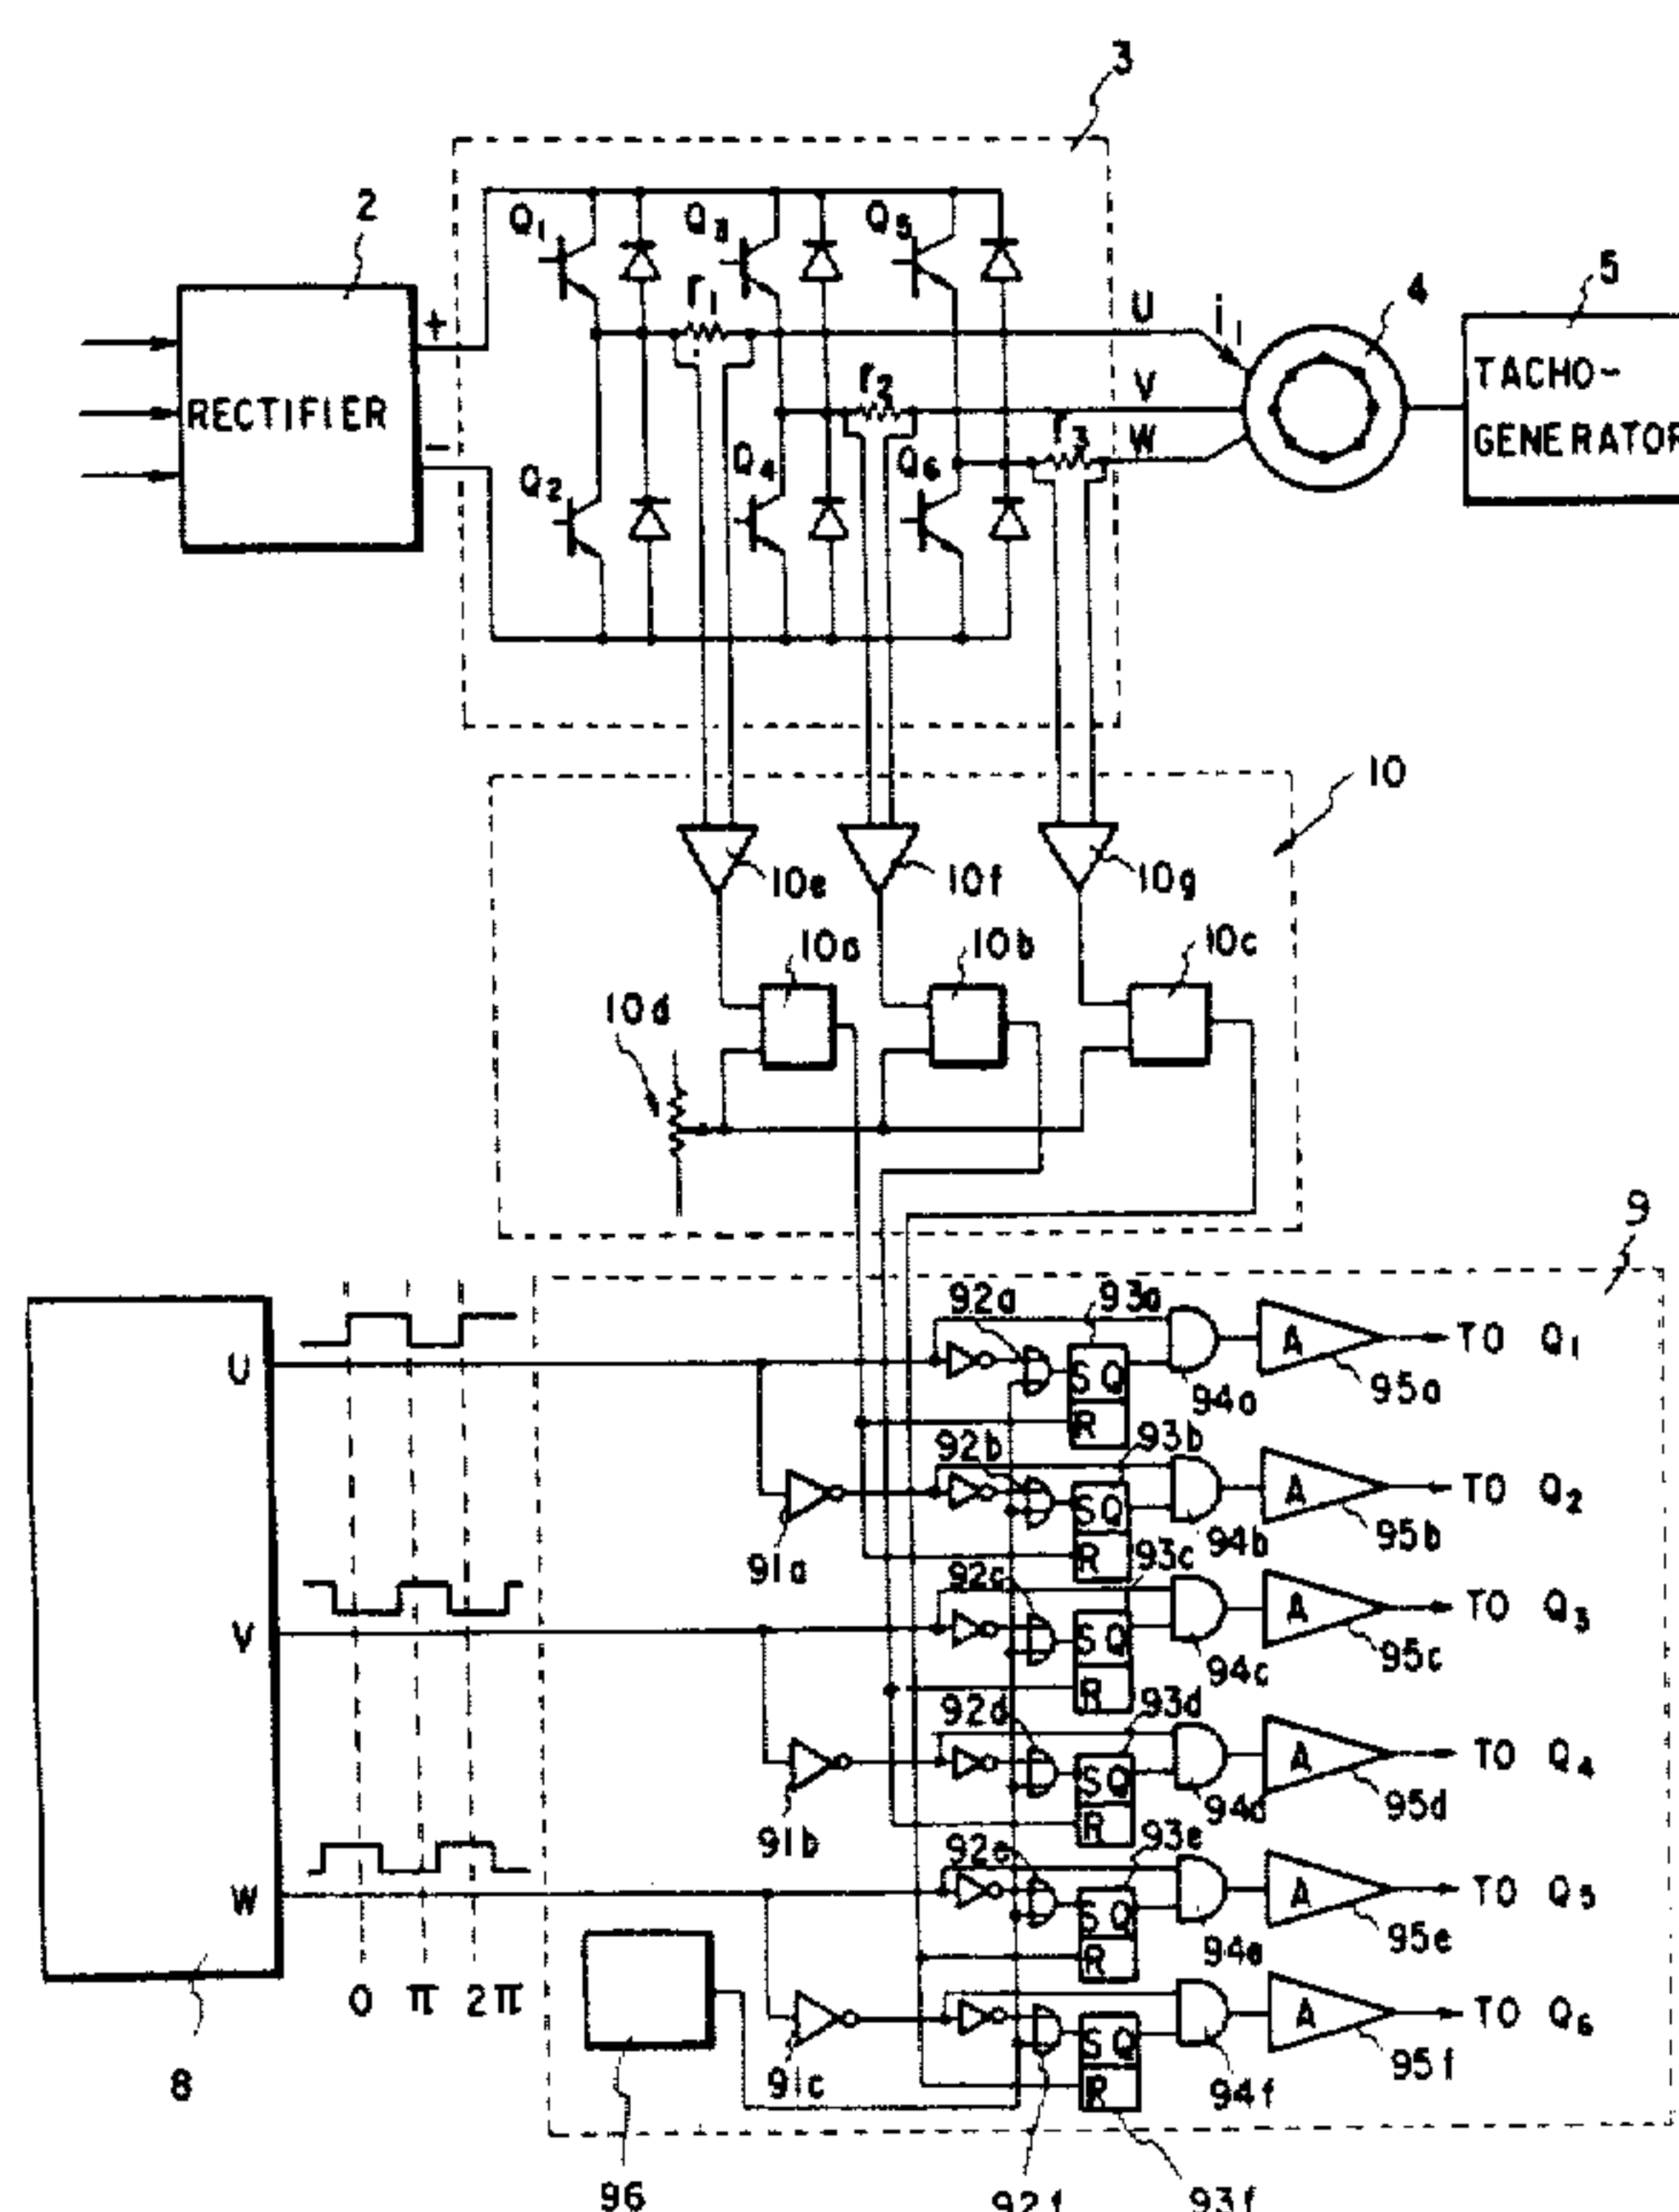 3
2
Q1
Q3
Q5
+
r1
U
i1
4
5
RECTIFIER
r2
V
TACHO-
-
r3
W
GENERATOR
Q2
Q4
Q6
10
10e
10f
10g
10a
10b
10c
10d
9
92a
93a
U
S Q
A
TO Q1
94a
95a
R
92b
93b
S Q
A
TO Q2
91a
94b
95b
R
92c
93c
V
S Q
A
TO Q3
94c
95c
R
92d
93d
S Q
A
TO Q4
91b
94d
95d
R
92e
93e
W
S Q
A
TO Q5
94e
95e
R
0 π 2π
S Q
A
TO Q6
8
91c
94f
95f
R
96
92f
93f